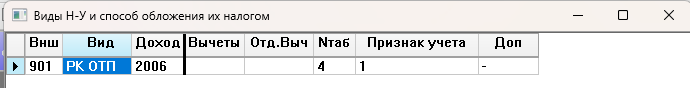 Виды Н-У и способ обложения их налогом
Внш Вид Доход Вычеты Отд.Выч Nтаб Признак учета Доп
901 РК ОТП 2006 4 1 -